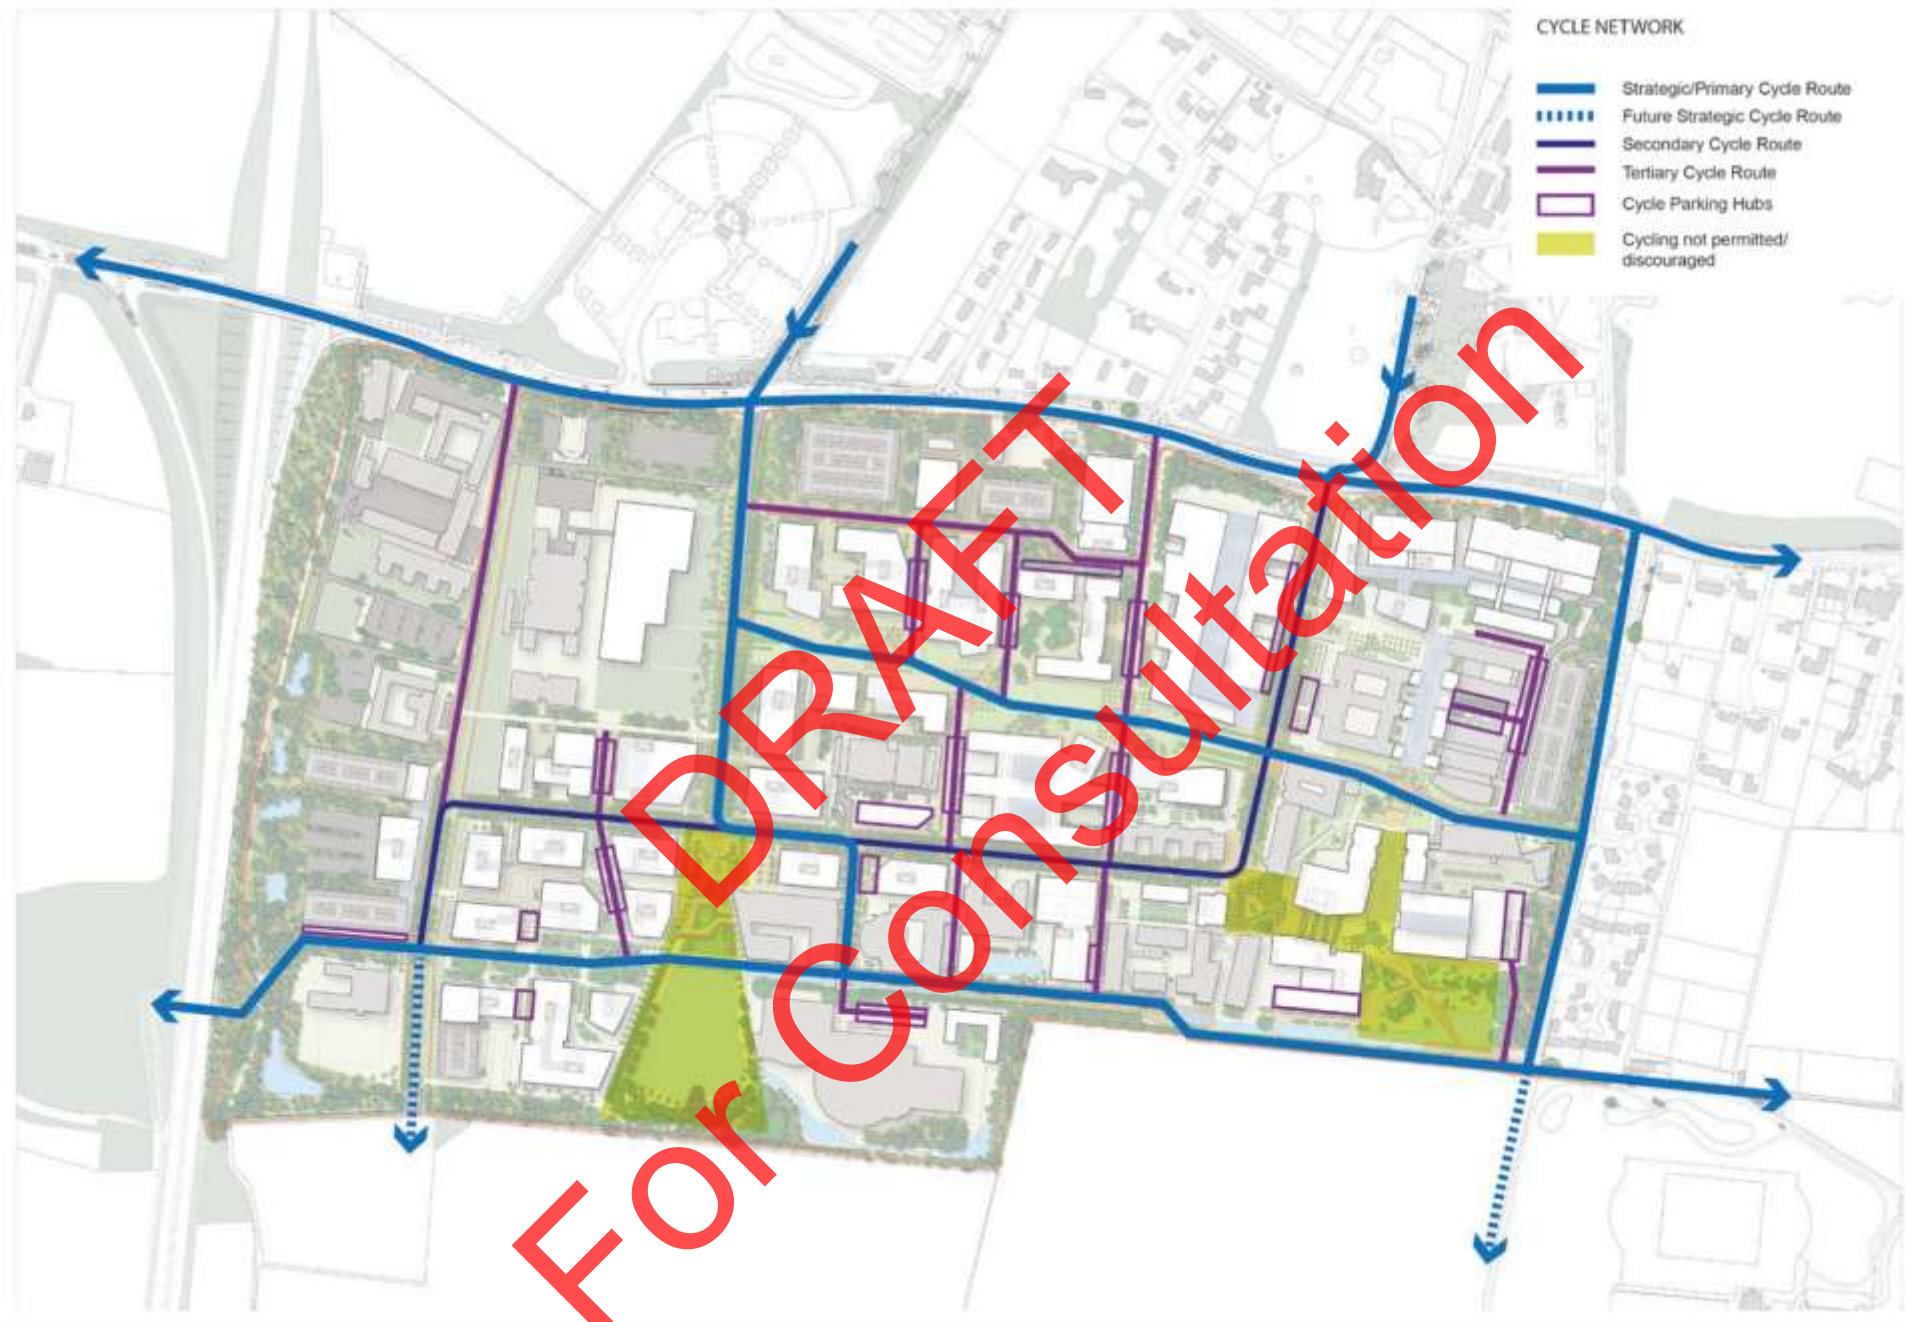 CYCLE NETWORK
Strategic/Primary Cycle Route
Future Strategic Cycle Route
Secondary Cycle Route
Tertiary Cycle Route
Cycle Parking Hubs
Cycling not permitted/
discouraged
DRAFT
For Consultation